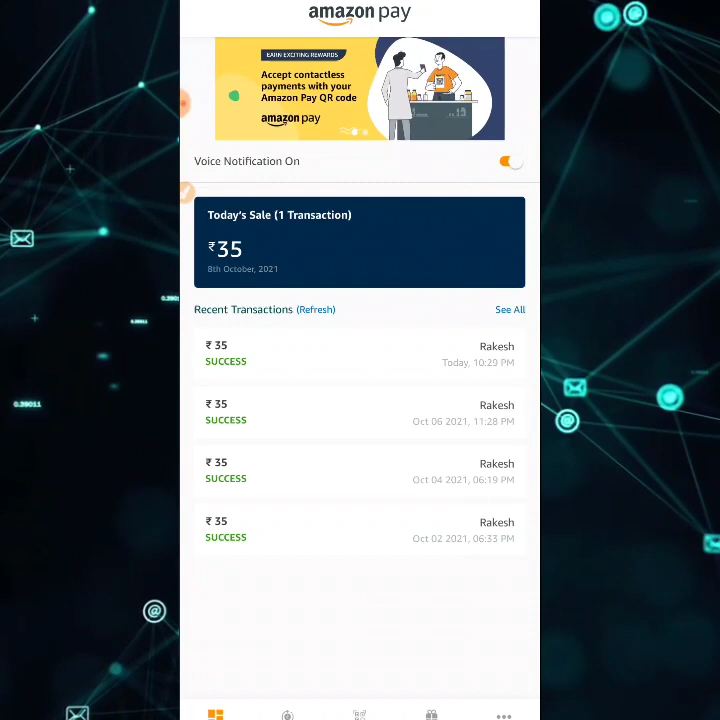 amazon pay
EARN EXCITING REWARDS
Accept contactless
payments with your
Amazon Pay QR code
amazon pay
Voice Notification On
Today's Sale (1 Transaction)
₹35
8th October, 2021
Recent Transactions (Refresh) See All
₹ 35 Rakesh
SUCCESS Today, 10:29 PM
₹ 35 Rakesh
SUCCESS Oct 06 2021, 11:28 PM
₹ 35 Rakesh
SUCCESS Oct 04 2021, 06:19 PM
₹ 35 Rakesh
SUCCESS Oct 02 2021, 06:33 PM
0.39011